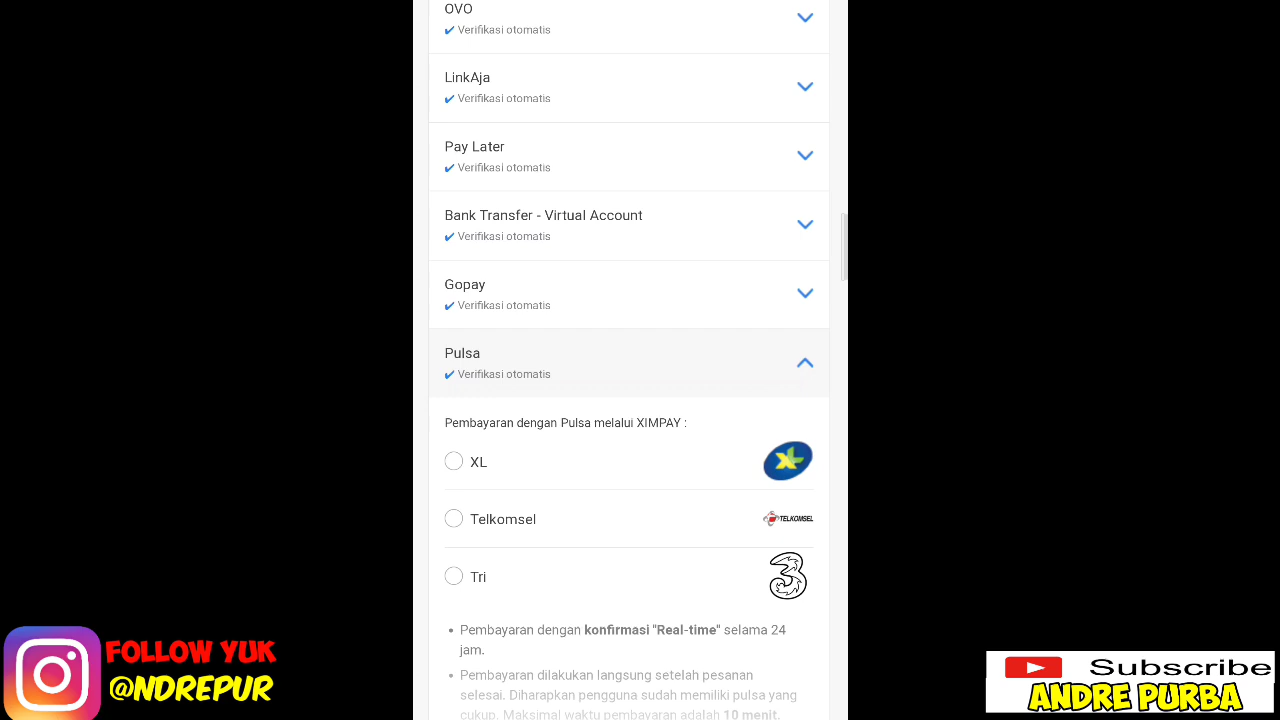 OVO
✔ Verifikasi otomatis
LinkAja
✔ Verifikasi otomatis
Pay Later
✔ Verifikasi otomatis
Bank Transfer - Virtual Account
✔ Verifikasi otomatis
Gopay
✔ Verifikasi otomatis
Pulsa
✔ Verifikasi otomatis
Pembayaran dengan Pulsa melalui XIMPAY :
XL
XL
Telkomsel
TELKOMSEL
Tri
3
• Pembayaran dengan konfirmasi "Real-time" selama 24
jam.
• Pembayaran dilakukan langsung setelah pesanan
selesai. Diharapkan pengguna sudah memiliki pulsa yang
cukup. Maksimal waktu pembayaran adalah 10 menit.
FOLLOW YUK
@NDREPUR
Subscribe
ANDRE PURBA